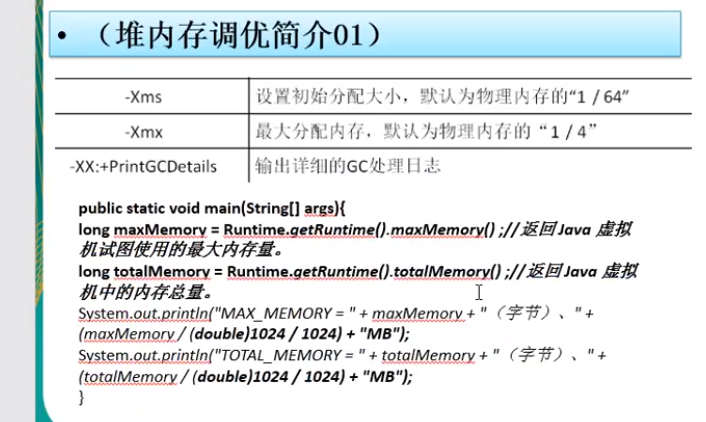 • （堆内存调优简介01）
-Xms 设置初始分配大小，默认为物理内存的“1 / 64”
-Xmx 最大分配内存，默认为物理内存的 “1 / 4”
-XX:+PrintGCDetails 输出详细的GC处理日志
public static void main(String[] args){
long maxMemory = Runtime.getRuntime().maxMemory() ;//返回 Java 虚拟
机试图使用的最大内存量。
long totalMemory = Runtime.getRuntime().totalMemory() ;//返回 Java 虚拟
机中的内存总量。
System.out.println("MAX_MEMORY = " + maxMemory + "（字节）、" +
(maxMemory / (double)1024 / 1024) + "MB");
System.out.println("TOTAL_MEMORY = " + totalMemory + "（字节）、" +
(totalMemory / (double)1024 / 1024) + "MB");
}